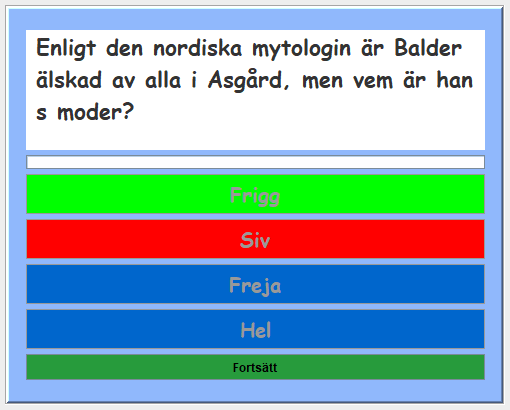 Enligt den nordiska mytologin är Balder
älskad av alla i Asgård, men vem är han
s moder?
Frigg
Siv
Freja
Hel
Fortsätt